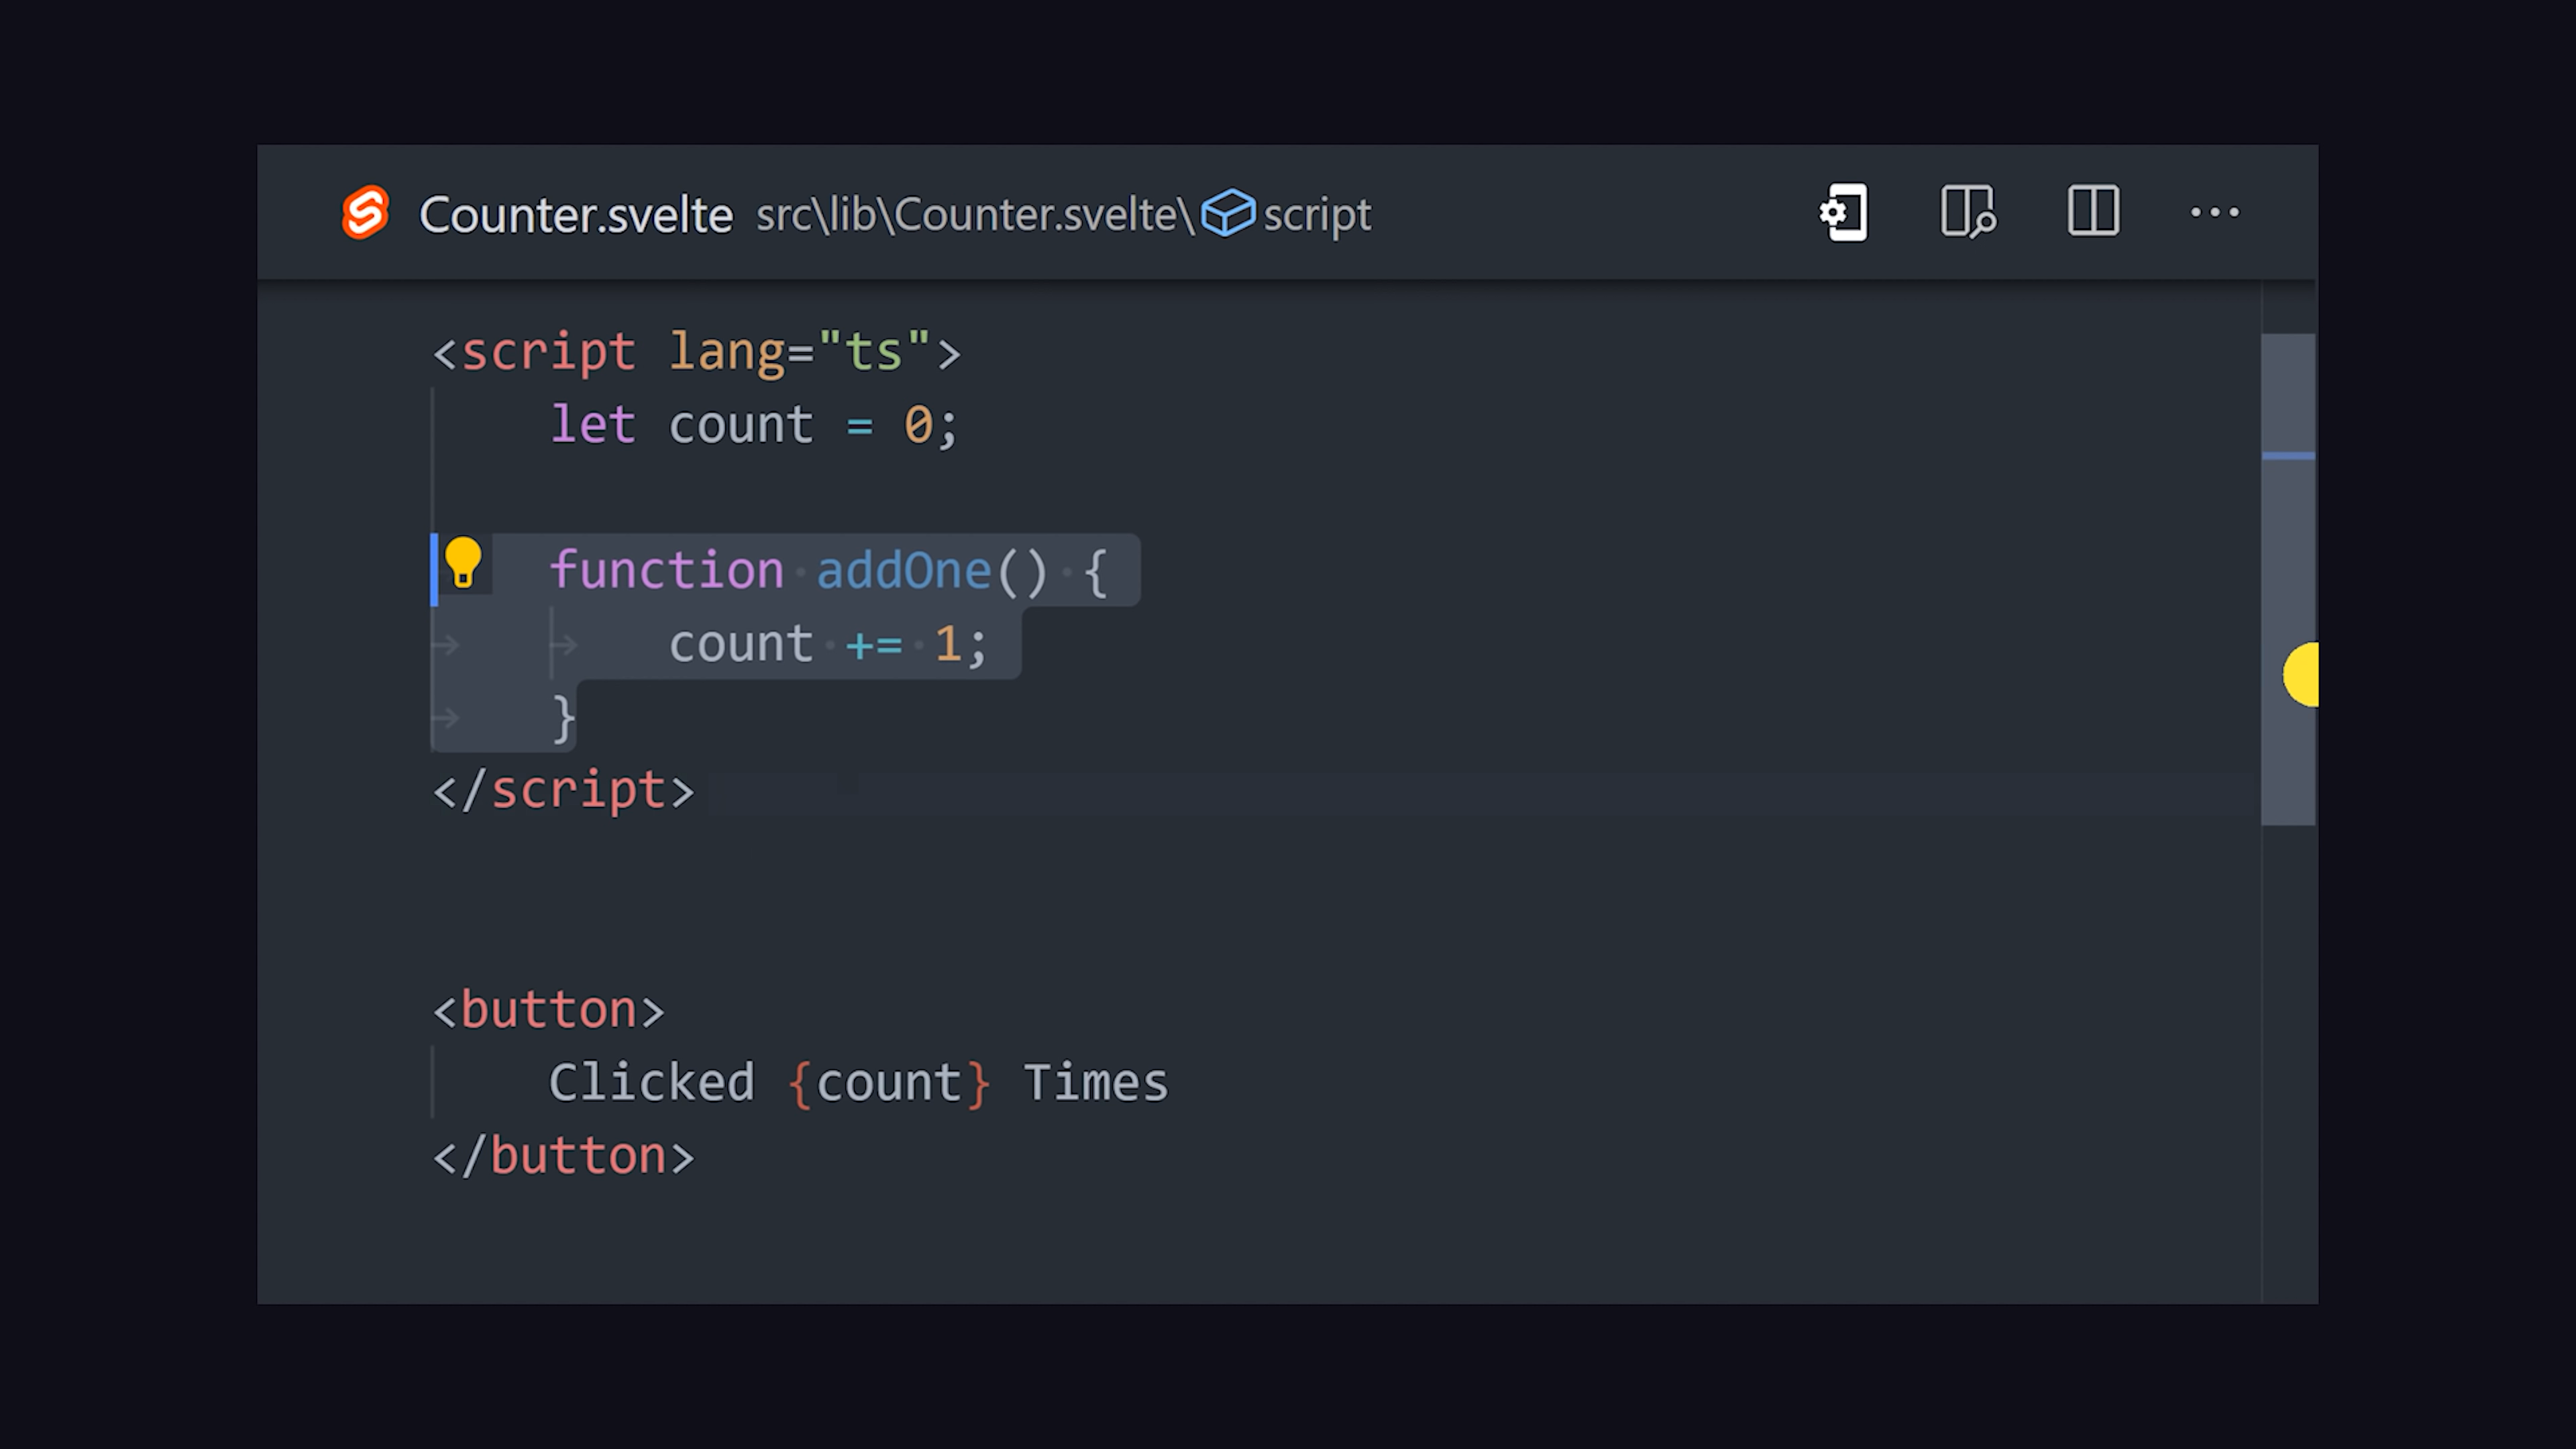 Counter.svelte src\lib\Counter.svelte\script
<script lang="ts">
let count = 0;
function addOne() {
count += 1;
}
</script>
<button>
Clicked {count} Times
</button>